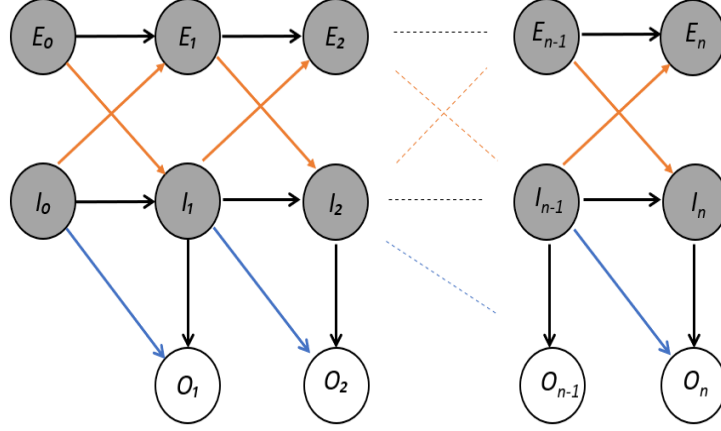 E₀ E₁ E₂ Eₙ₋₁ Eₙ
I₀ I₁ I₂ Iₙ₋₁ Iₙ
O₁ O₂ Oₙ₋₁ Oₙ